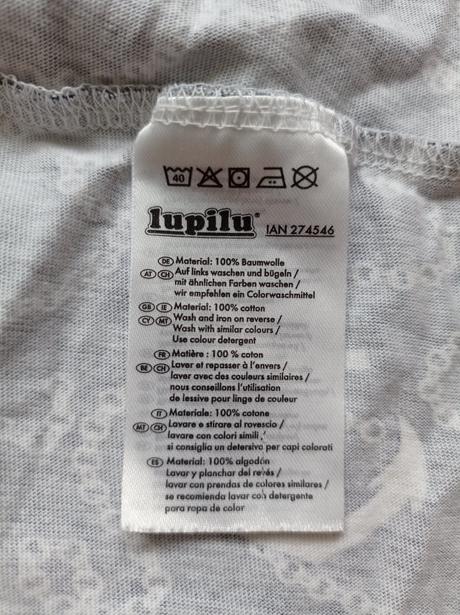 40
lupilu® IAN 274546
DE Material: 100% Baumwolle
AT CH Auf links waschen und bügeln /
mit ähnlichen Farben waschen /
wir empfehlen ein Colorwaschmittel
GB IE Material: 100% cotton
CY MT Wash and iron on reverse /
Wash with similar colours /
Use colour detergent
FR Matière : 100 % coton
BE CH Laver et repasser à l'envers /
laver avec des couleurs similaires /
nous conseillons l'utilisation
de lessive pour linge de couleur
IT Materiale: 100% cotone
MT CH Lavare e stirare al rovescio /
lavare con colori simili /
si consiglia un detersivo per capi colorati
ES Material: 100% algodón
Lavar y planchar del revés /
lavar con prendas de colores similares /
se recomienda lavar con detergente
para ropa de color